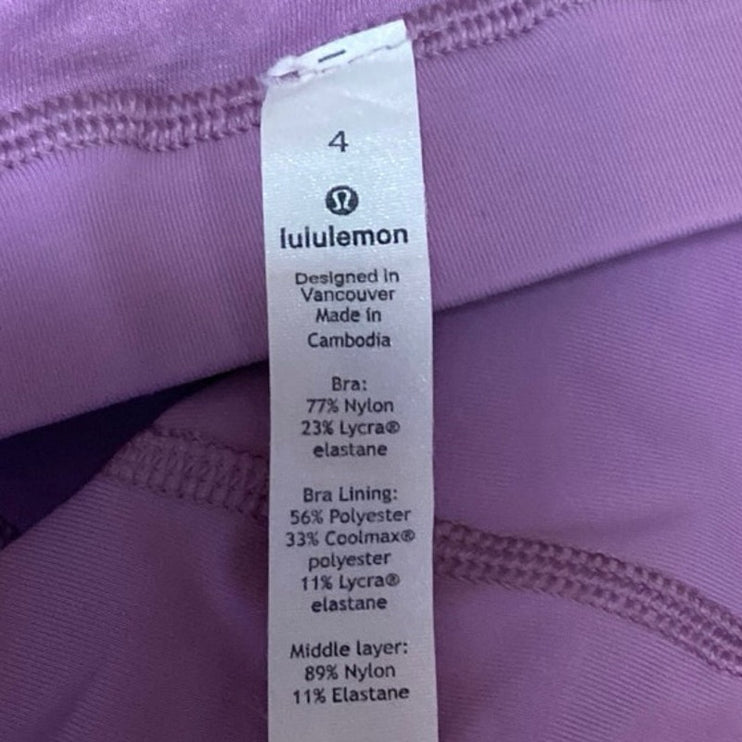 4
lululemon
Designed in
Vancouver
Made in
Cambodia
Bra:
77% Nylon
23% Lycra®
elastane
Bra Lining:
56% Polyester
33% Coolmax®
polyester
11% Lycra®
elastane
Middle layer:
89% Nylon
11% Elastane